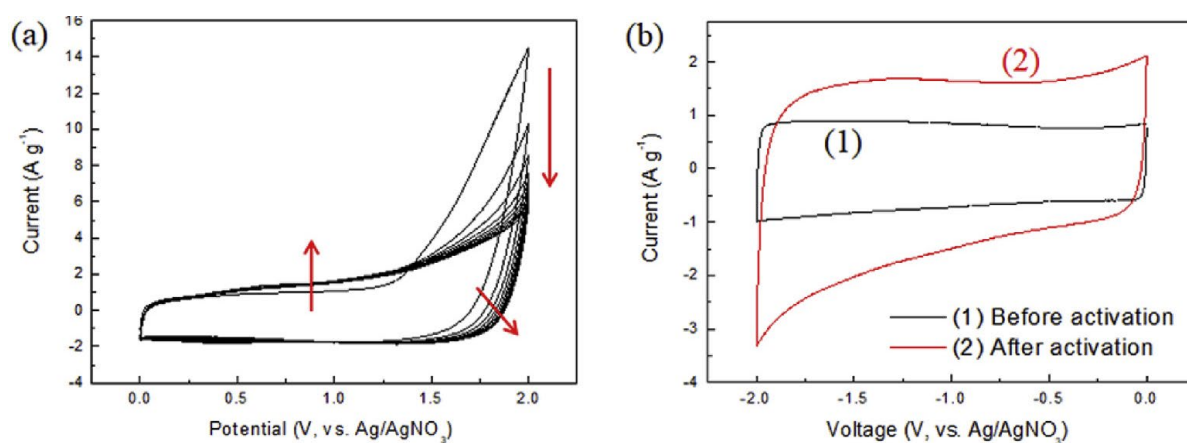 (a)
16
14
12
10
8
6
4
2
0
-2
-4
Current (A g⁻¹)
0.0 0.5 1.0 1.5 2.0
Potential (V, vs. Ag/AgNO₃)
(b)
2
1
0
-1
-2
-3
-4
Current (A g⁻¹)
(2)
(1)
(1) Before activation
(2) After activation
-2.0 -1.5 -1.0 -0.5 0.0
Voltage (V, vs. Ag/AgNO₃)